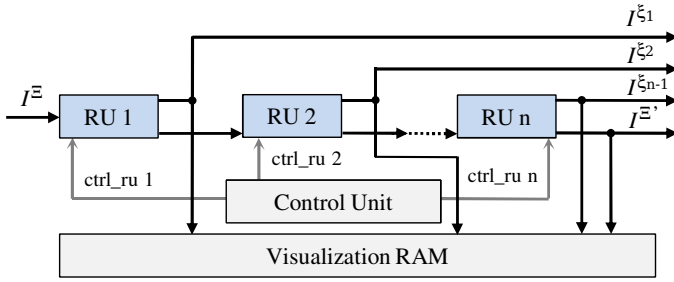 I^ξ1
I^ξ2
I^ξn-1
I^Ξ
RU 1
RU 2
RU n
I^Ξ'
ctrl_ru 1
ctrl_ru 2
ctrl_ru n
Control Unit
Visualization RAM